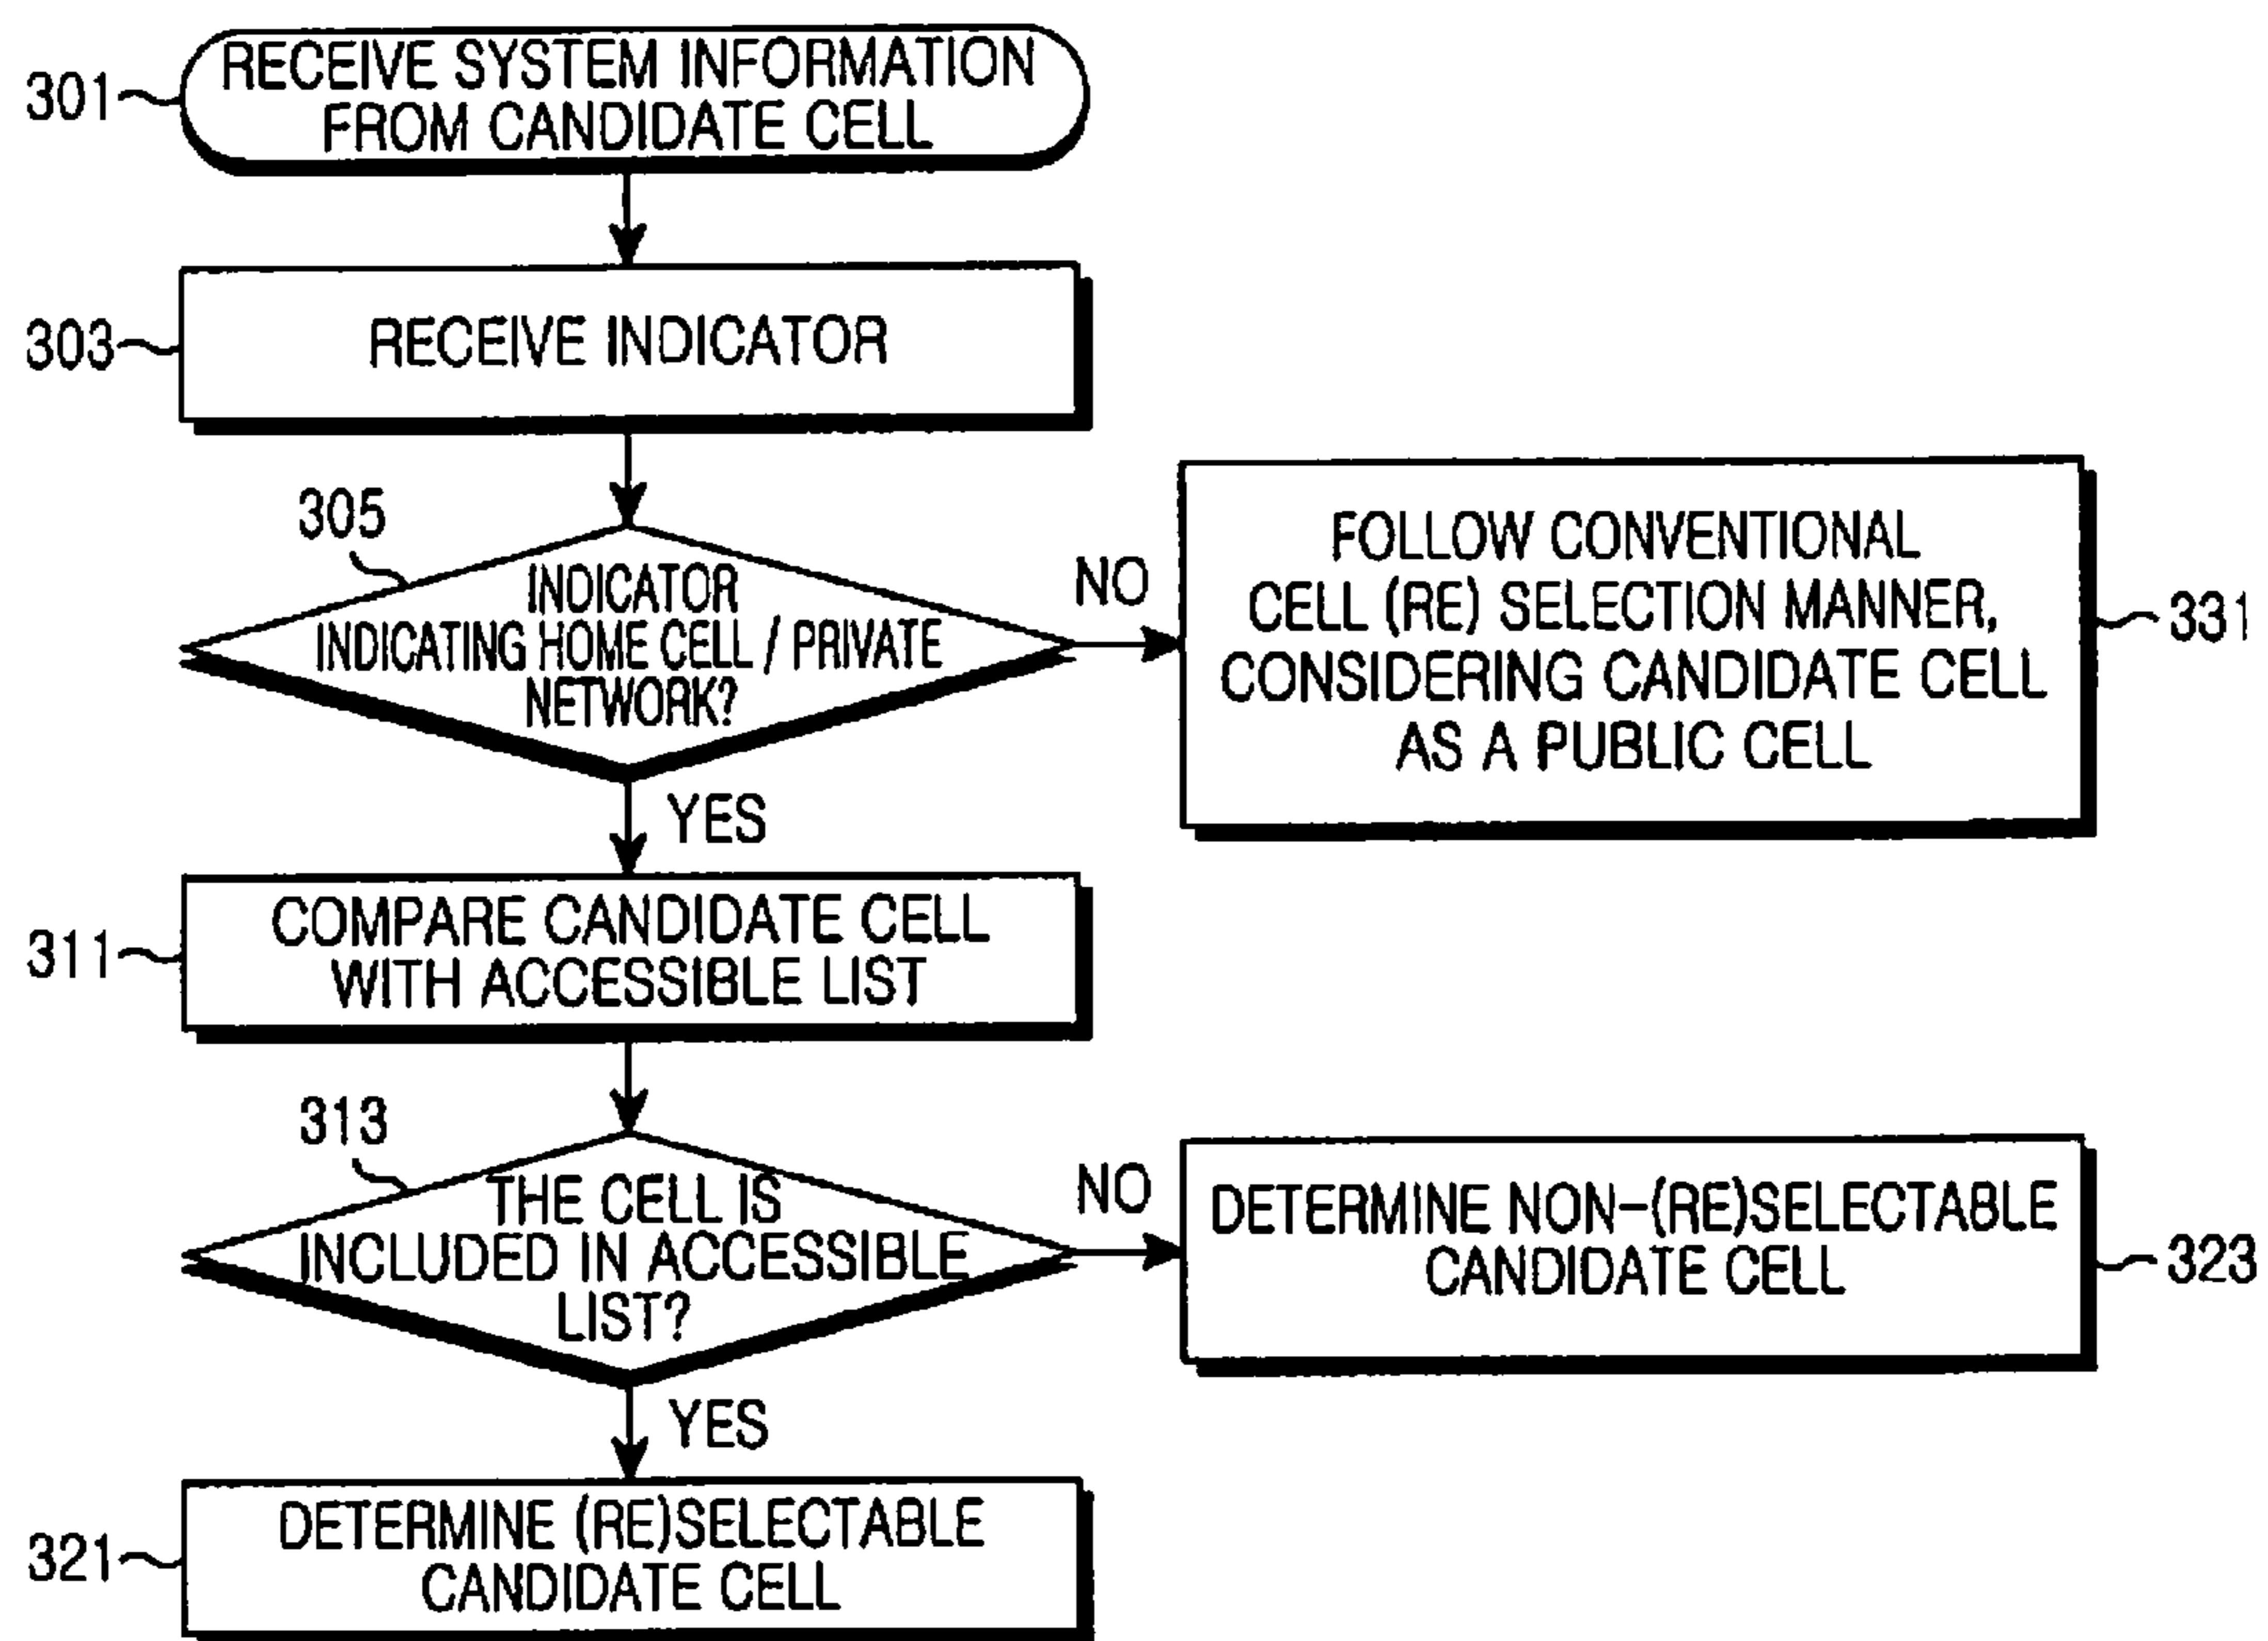 301
RECEIVE SYSTEM INFORMATION
FROM CANDIDATE CELL
303
RECEIVE INDICATOR
305
INDICATOR
INDICATING HOME CELL / PRIVATE
NETWORK?
NO
FOLLOW CONVENTIONAL
CELL (RE) SELECTION MANNER,
CONSIDERING CANDIDATE CELL
AS A PUBLIC CELL
331
YES
311
COMPARE CANDIDATE CELL
WITH ACCESSIBLE LIST
313
THE CELL IS
INCLUDED IN ACCESSIBLE
LIST?
NO
DETERMINE NON-(RE)SELECTABLE
CANDIDATE CELL
323
YES
321
DETERMINE (RE)SELECTABLE
CANDIDATE CELL